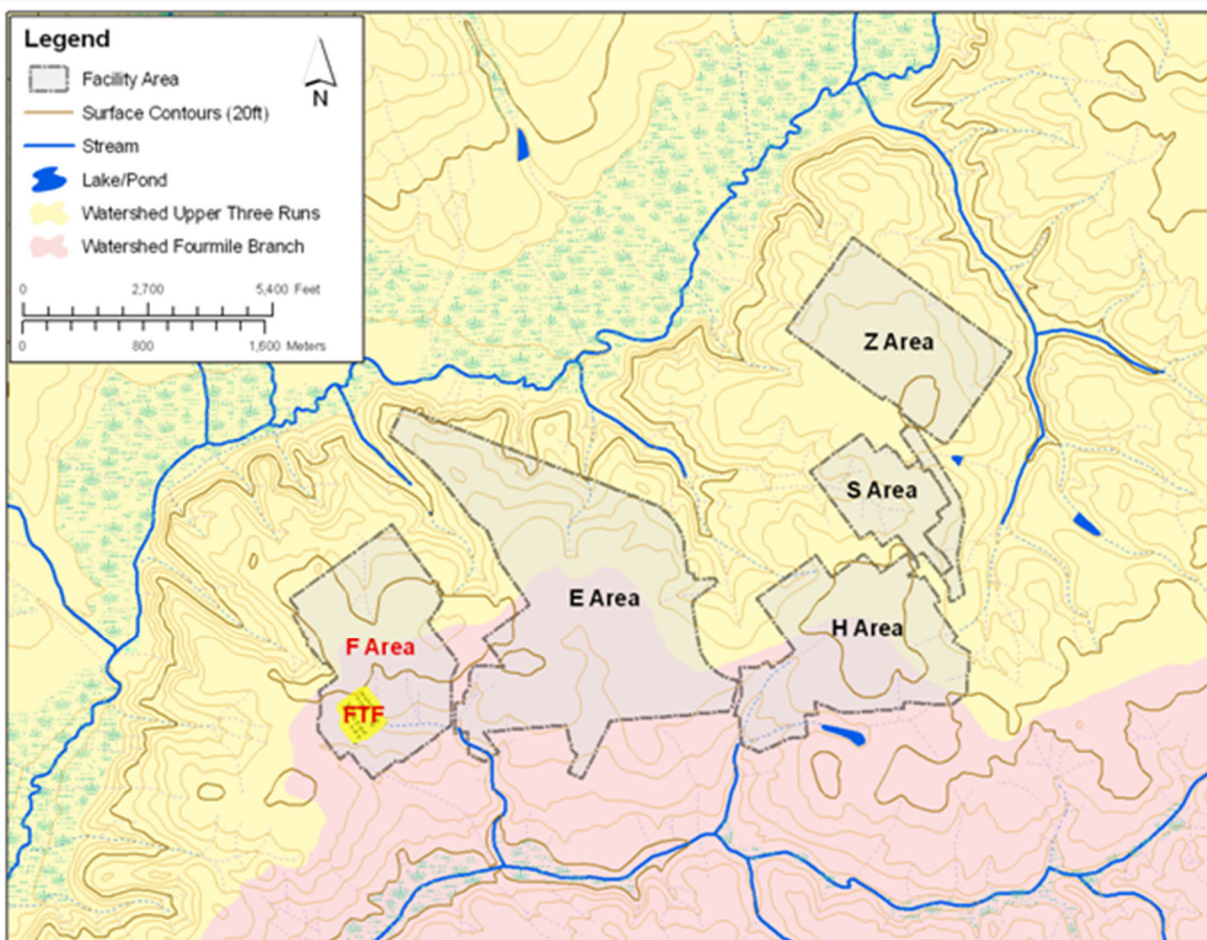 Legend
N
Facility Area
Surface Contours (20ft)
Stream
Lake/Pond
Watershed Upper Three Runs
Watershed Fourmile Branch
0 2,700 5,400 Feet
0 800 1,600 Meters
Z Area
S Area
E Area
H Area
F Area
FTF